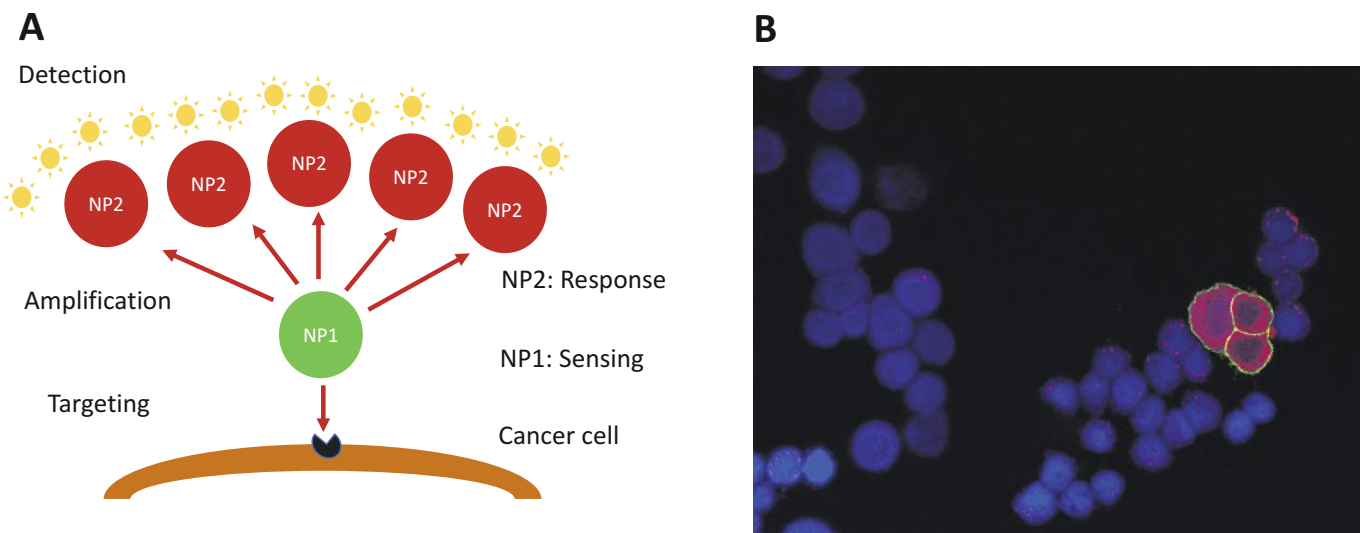 A
Detection
NP2
NP2
NP2
NP2
NP2
NP2: Response
Amplification
NP1
NP1: Sensing
Targeting
Cancer cell
B